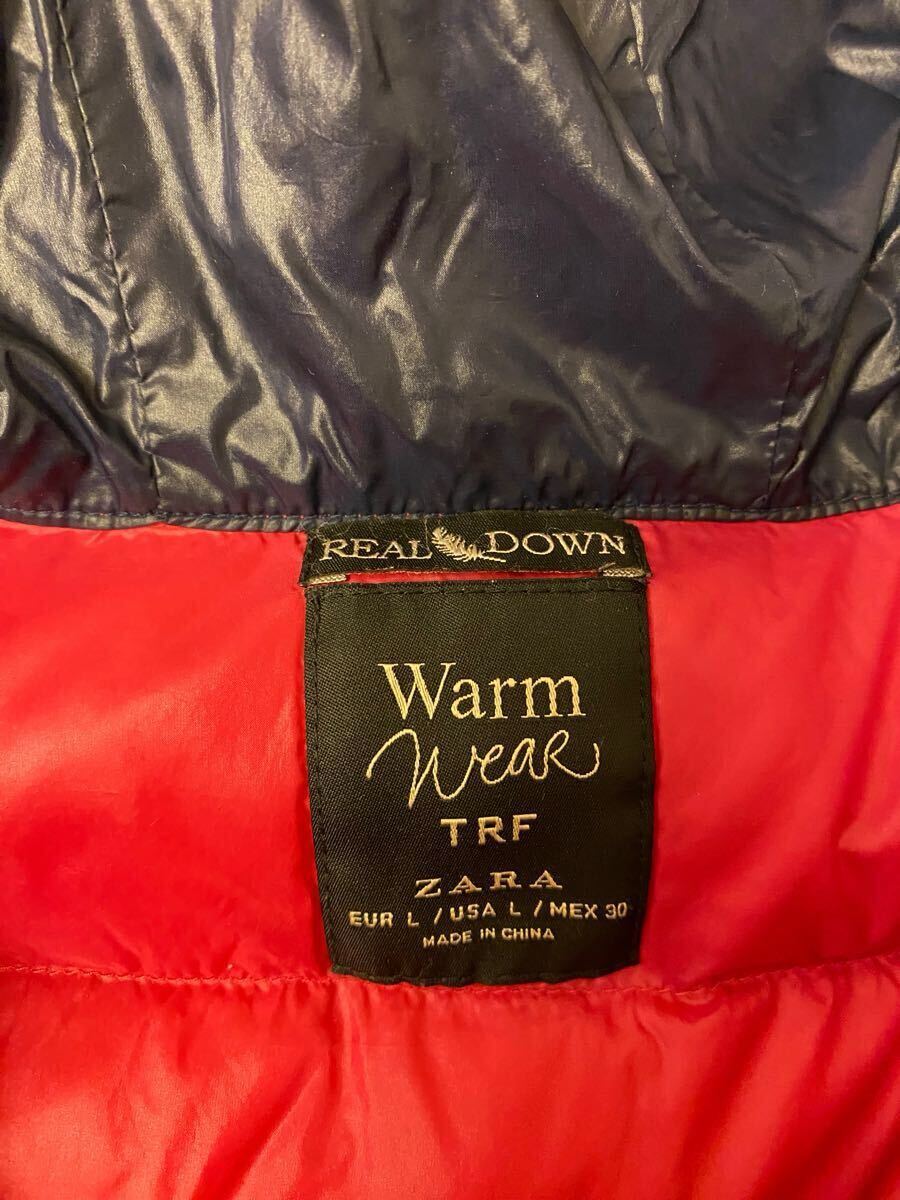 REAL DOWN
Warm
Wear
TRF
ZARA
EUR L / USA L / MEX 30
MADE IN CHINA